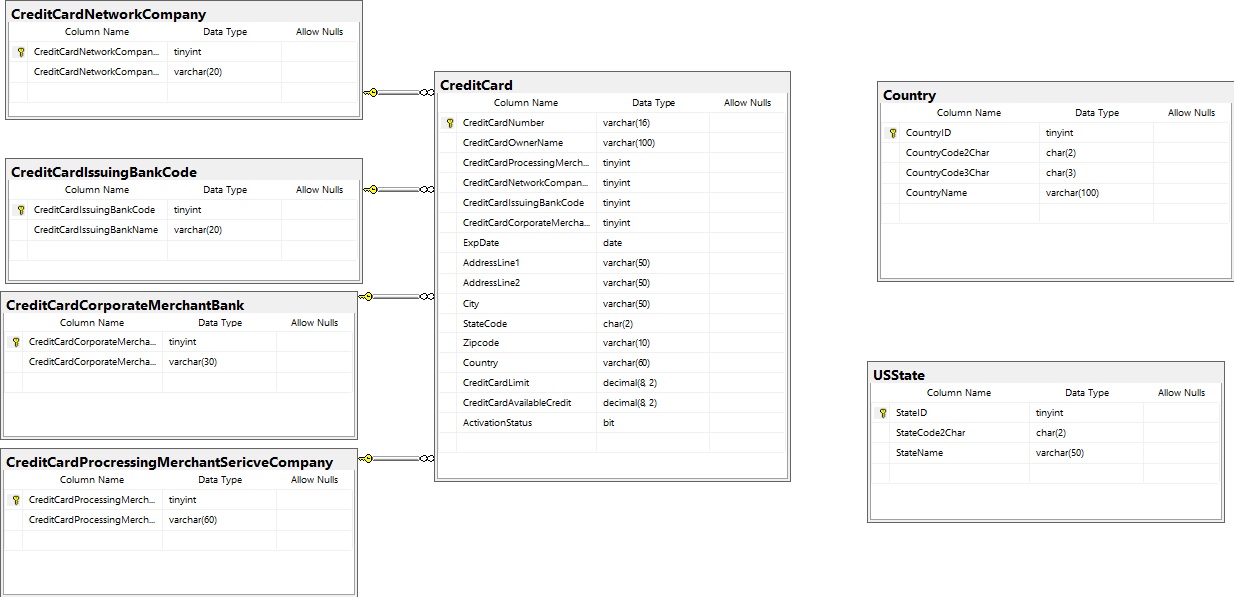 CreditCardNetworkCompany
Column Name Data Type Allow Nulls
CreditCardNetworkCompan... tinyint
CreditCardNetworkCompan... varchar(20)
CreditCardIssuingBankCode
Column Name Data Type Allow Nulls
CreditCardIssuingBankCode tinyint
CreditCardIssuingBankName varchar(20)
CreditCardCorporateMerchantBank
Column Name Data Type Allow Nulls
CreditCardCorporateMercha... tinyint
CreditCardCorporateMercha... varchar(30)
CreditCardProcressingMerchantSericveCompany
Column Name Data Type Allow Nulls
CreditCardProcessingMerch... tinyint
CreditCardProcessingMerch... varchar(60)
CreditCard
Column Name Data Type Allow Nulls
CreditCardNumber varchar(16)
CreditCardOwnerName varchar(100)
CreditCardProcessingMerch... tinyint
CreditCardNetworkCompan... tinyint
CreditCardIssuingBankCode tinyint
CreditCardCorporateMercha... tinyint
ExpDate date
AddressLine1 varchar(50)
AddressLine2 varchar(50)
City varchar(50)
StateCode char(2)
Zipcode varchar(10)
Country varchar(60)
CreditCardLimit decimal(8, 2)
CreditCardAvailableCredit decimal(8, 2)
ActivationStatus bit
Country
Column Name Data Type Allow Nulls
CountryID tinyint
CountryCode2Char char(2)
CountryCode3Char char(3)
CountryName varchar(100)
USState
Column Name Data Type Allow Nulls
StateID tinyint
StateCode2Char char(2)
StateName varchar(50)